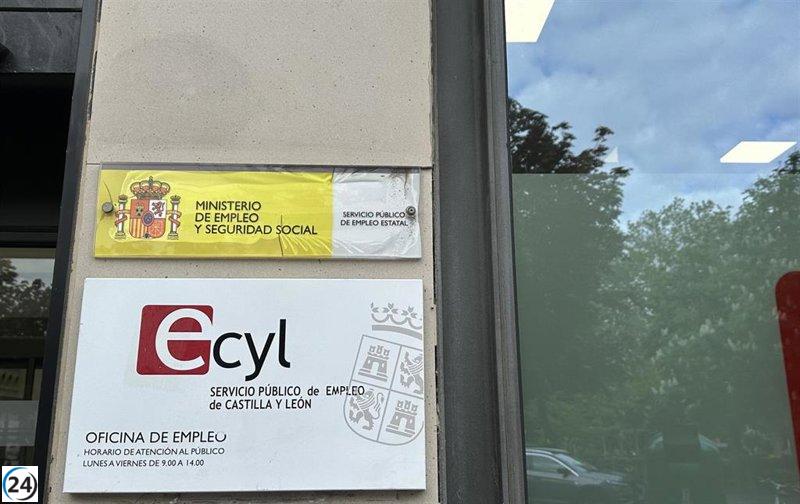 MINISTERIO
DE EMPLEO
Y SEGURIDAD SOCIAL
SERVICIO PÚBLICO
DE EMPLEO ESTATAL
ecyl
SERVICIO PÚBLICO de EMPLEO
de CASTILLA Y LEÓN
OFICINA DE EMPLEO
HORARIO DE ATENCIÓN AL PÚBLICO
LUNES A VIERNES DE 9.00 A 14.00
24